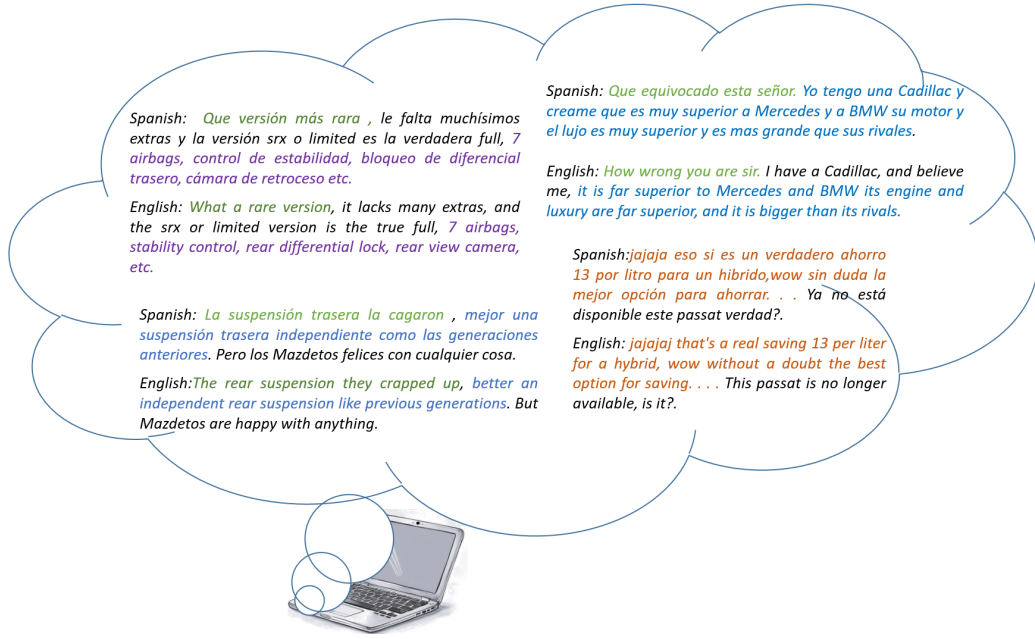 Spanish: Que versión más rara , le falta muchísimos
extras y la versión srx o limited es la verdadera full, 7
airbags, control de estabilidad, bloqueo de diferencial
trasero, cámara de retroceso etc.
English: What a rare version, it lacks many extras, and
the srx or limited version is the true full, 7 airbags,
stability control, rear differential lock, rear view camera,
etc.
Spanish: La suspensión trasera la cagaron , mejor una
suspensión trasera independiente como las generaciones
anteriores. Pero los Mazdetos felices con cualquier cosa.
English:The rear suspension they crapped up, better an
independent rear suspension like previous generations. But
Mazdetos are happy with anything.
Spanish: Que equivocado esta señor. Yo tengo una Cadillac y
creame que es muy superior a Mercedes y a BMW su motor y
el lujo es muy superior y es mas grande que sus rivales.
English: How wrong you are sir. I have a Cadillac, and believe
me, it is far superior to Mercedes and BMW its engine and
luxury are far superior, and it is bigger than its rivals.
Spanish:jajaja eso si es un verdadero ahorro
13 por litro para un hibrido,wow sin duda la
mejor opción para ahorrar. . . Ya no está
disponible este passat verdad?.
English: jajajaj that's a real saving 13 per liter
for a hybrid, wow without a doubt the best
option for saving. . . . This passat is no longer
available, is it?.